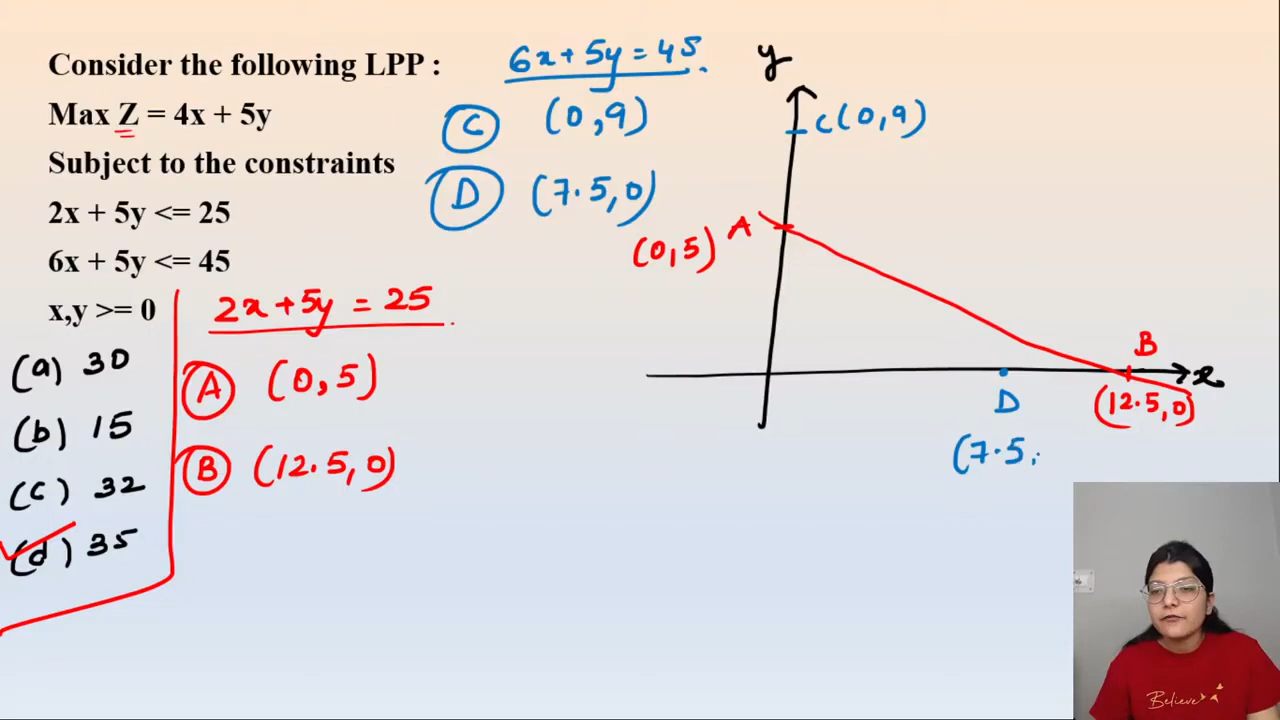 Consider the following LPP :
Max Z = 4x + 5y
Subject to the constraints
2x + 5y <= 25
6x + 5y <= 45
x,y >= 0
(a) 30
(b) 15
(c) 32
(d) 35
2x + 5y = 25
A (0, 5)
B (12.5, 0)
6x + 5y = 45
C (0, 9)
D (7.5, 0)
y
C(0, 9)
(0, 5) A
B
x
(12.5, 0)
D
(7.5,
Believe